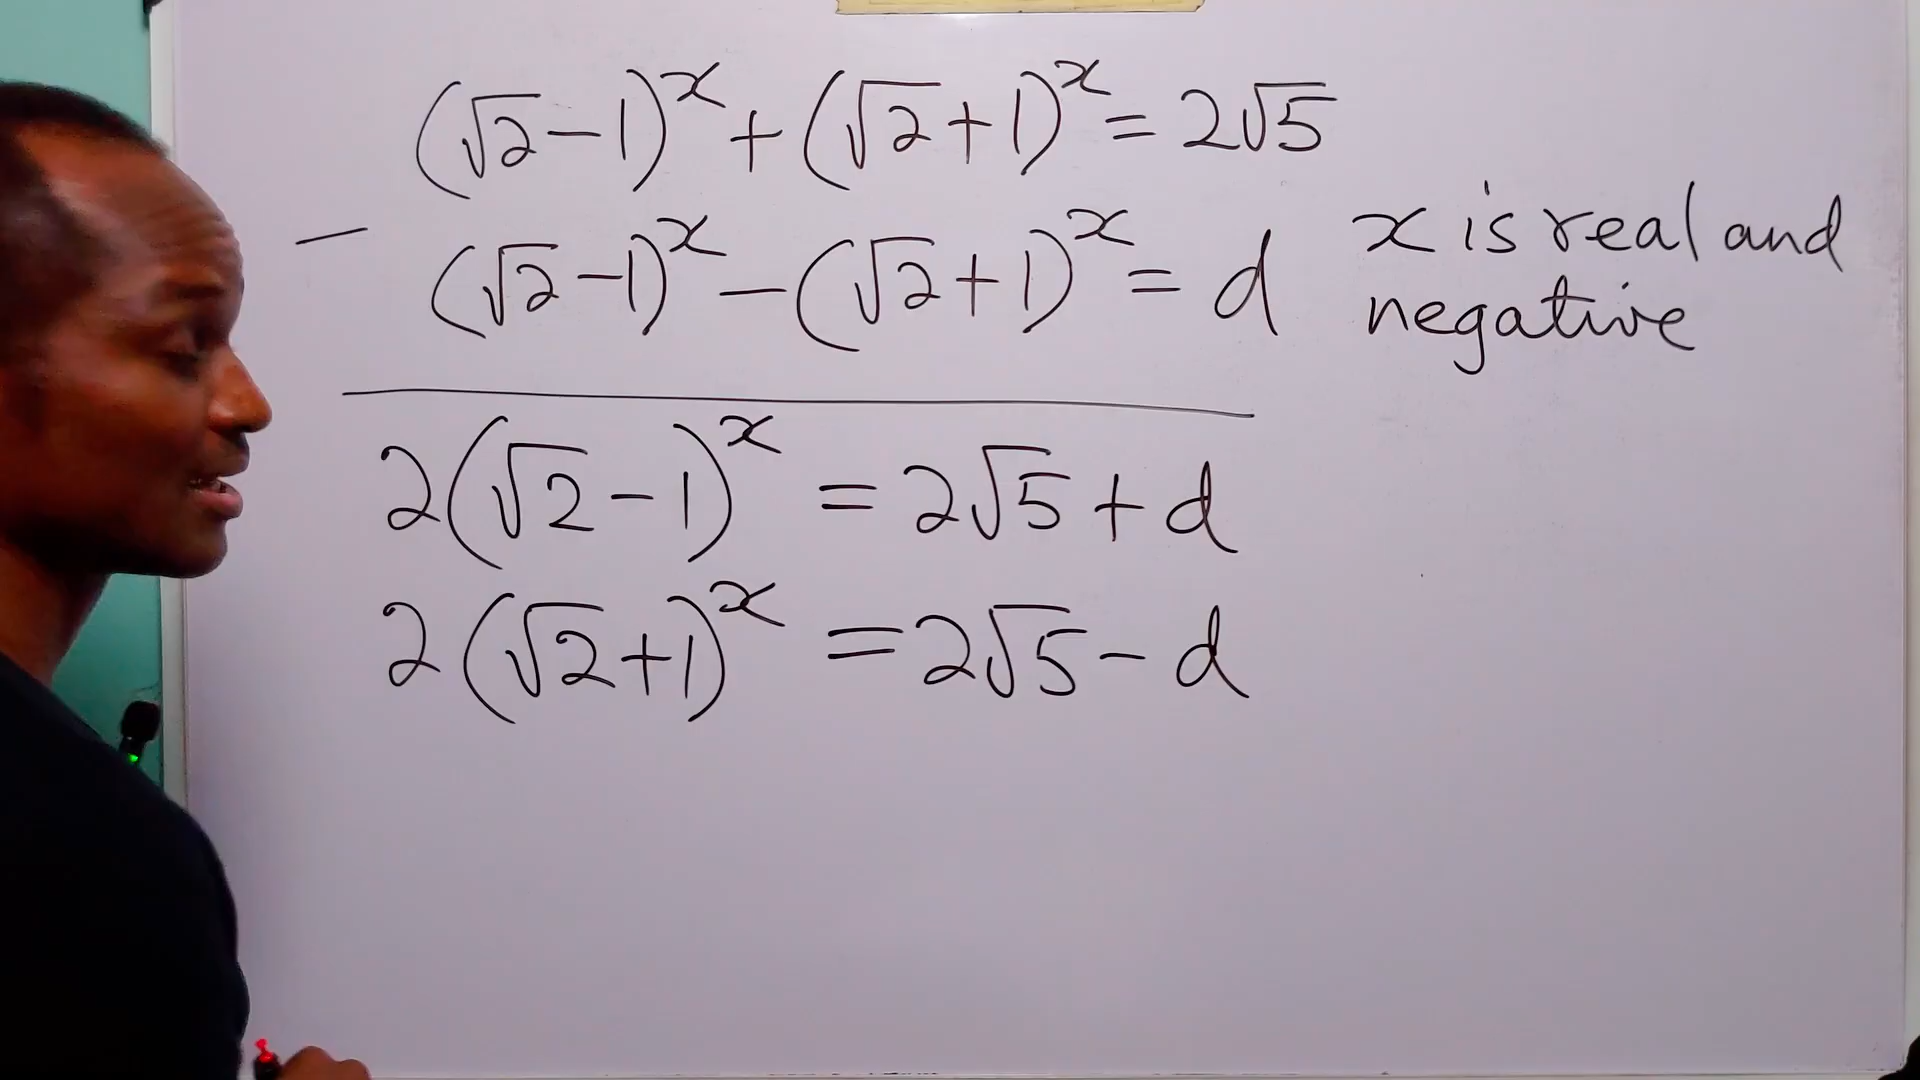 (√2-1)^x + (√2+1)^x = 2√5
— (√2-1)^x - (√2+1)^x = d
x is real and
negative
2(√2-1)^x = 2√5 + d
2(√2+1)^x = 2√5 - d